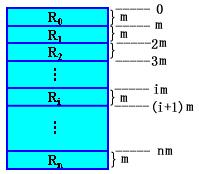 0
R₀ } m
m
R₁ } m
2m
R₂ } m
3m
⋮
im
Rᵢ } m
(i+1)m
⋮
nm
Rₙ } m